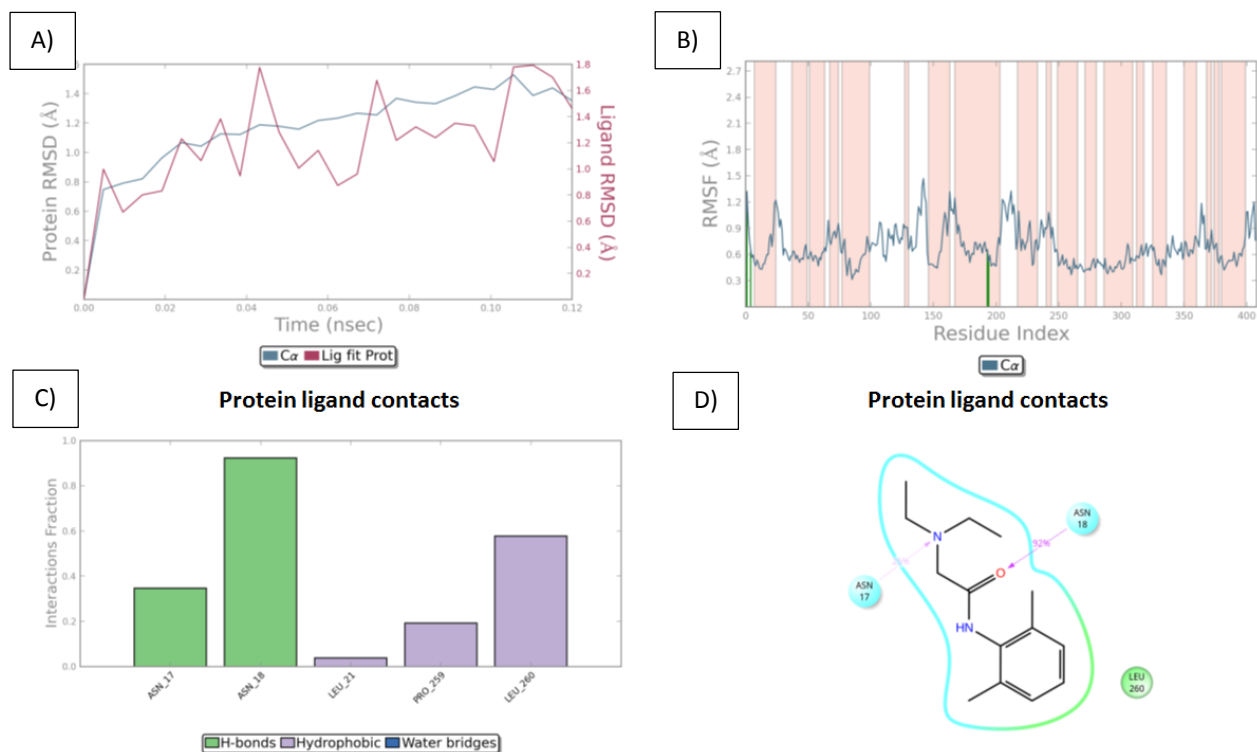 A)
Protein RMSD (Å)
1.4
1.2
1.0
0.8
0.6
0.4
0.2
1.8
1.6
1.4
1.2
1.0
0.8
0.6
0.4
0.2
Ligand RMSD (Å)
0.00 0.02 0.04 0.06 0.08 0.10 0.12
Time (nsec)
Cα Lig fit Prot
B)
RMSF (Å)
2.7
2.4
2.1
1.8
1.5
1.2
0.9
0.6
0.3
0 50 100 150 200 250 300 350 400
Residue Index
Cα
C)
Protein ligand contacts
Interactions Fraction
1.0
0.8
0.6
0.4
0.2
0.0
ASN_17 ASN_18 LEU_21 PRO_259 LEU_260
H-bonds Hydrophobic Water bridges
D)
Protein ligand contacts
ASN
18
92%
N
O
ASN
17
HN
LEU
260